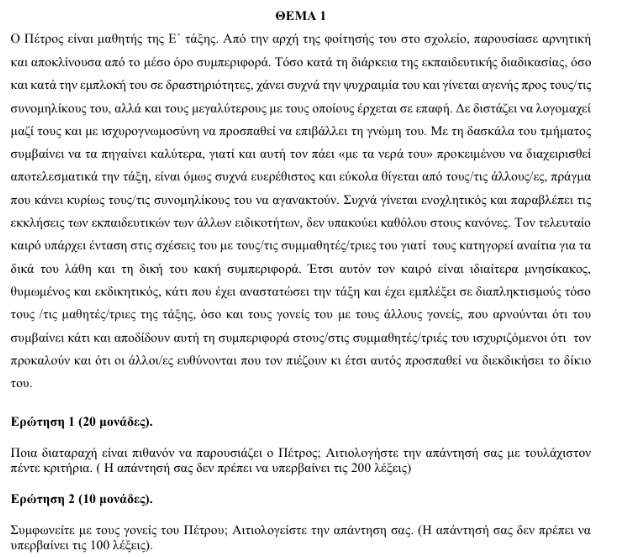 ΘΕΜΑ 1
Ο Πέτρος είναι μαθητής της Ε΄ τάξης. Από την αρχή της φοίτησής του στο σχολείο, παρουσίασε αρνητική
και αποκλίνουσα από το μέσο όρο συμπεριφορά. Τόσο κατά τη διάρκεια της εκπαιδευτικής διαδικασίας, όσο
και κατά την εμπλοκή του σε δραστηριότητες, χάνει συχνά την ψυχραιμία του και γίνεται αγενής προς τους/τις
συνομηλίκους του, αλλά και τους μεγαλύτερους με τους οποίους έρχεται σε επαφή. Δε διστάζει να λογομαχεί
μαζί τους και με ισχυρογνωμοσύνη να προσπαθεί να επιβάλλει τη γνώμη του. Με τη δασκάλα του τμήματος
συμβαίνει να τα πηγαίνει καλύτερα, γιατί και αυτή τον πάει «με τα νερά του» προκειμένου να διαχειρισθεί
αποτελεσματικά την τάξη, είναι όμως συχνά ευερέθιστος και εύκολα θίγεται από τους/τις άλλους/ες, πράγμα
που κάνει κυρίως τους/τις συνομηλίκους του να αγανακτούν. Συχνά γίνεται ενοχλητικός και παραβλέπει τις
εκκλήσεις των εκπαιδευτικών των άλλων ειδικοτήτων, δεν υπακούει καθόλου στους κανόνες. Τον τελευταίο
καιρό υπάρχει ένταση στις σχέσεις του με τους/τις συμμαθητές/τριες του γιατί τους κατηγορεί αναίτια για τα
δικά του λάθη και τη δική του κακή συμπεριφορά. Έτσι αυτόν τον καιρό είναι ιδιαίτερα μνησίκακος,
θυμωμένος και εκδικητικός, κάτι που έχει αναστατώσει την τάξη και έχει εμπλέξει σε διαπληκτισμούς τόσο
τους /τις μαθητές/τριες της τάξης, όσο και τους γονείς του με τους άλλους γονείς, που αρνούνται ότι του
συμβαίνει κάτι και αποδίδουν αυτή τη συμπεριφορά στους/στις συμμαθητές/τριές του ισχυριζόμενοι ότι τον
προκαλούν και ότι οι άλλοι/ες ευθύνονται που τον πιέζουν κι έτσι αυτός προσπαθεί να διεκδικήσει το δίκιο
του.
Ερώτηση 1 (20 μονάδες).
Ποια διαταραχή είναι πιθανόν να παρουσιάζει ο Πέτρος; Αιτιολογήστε την απάντησή σας με τουλάχιστον
πέντε κριτήρια. ( Η απάντησή σας δεν πρέπει να υπερβαίνει τις 200 λέξεις)
Ερώτηση 2 (10 μονάδες).
Συμφωνείτε με τους γονείς του Πέτρου; Αιτιολογείστε την απάντηση σας. (Η απάντησή σας δεν πρέπει να
υπερβαίνει τις 100 λέξεις).